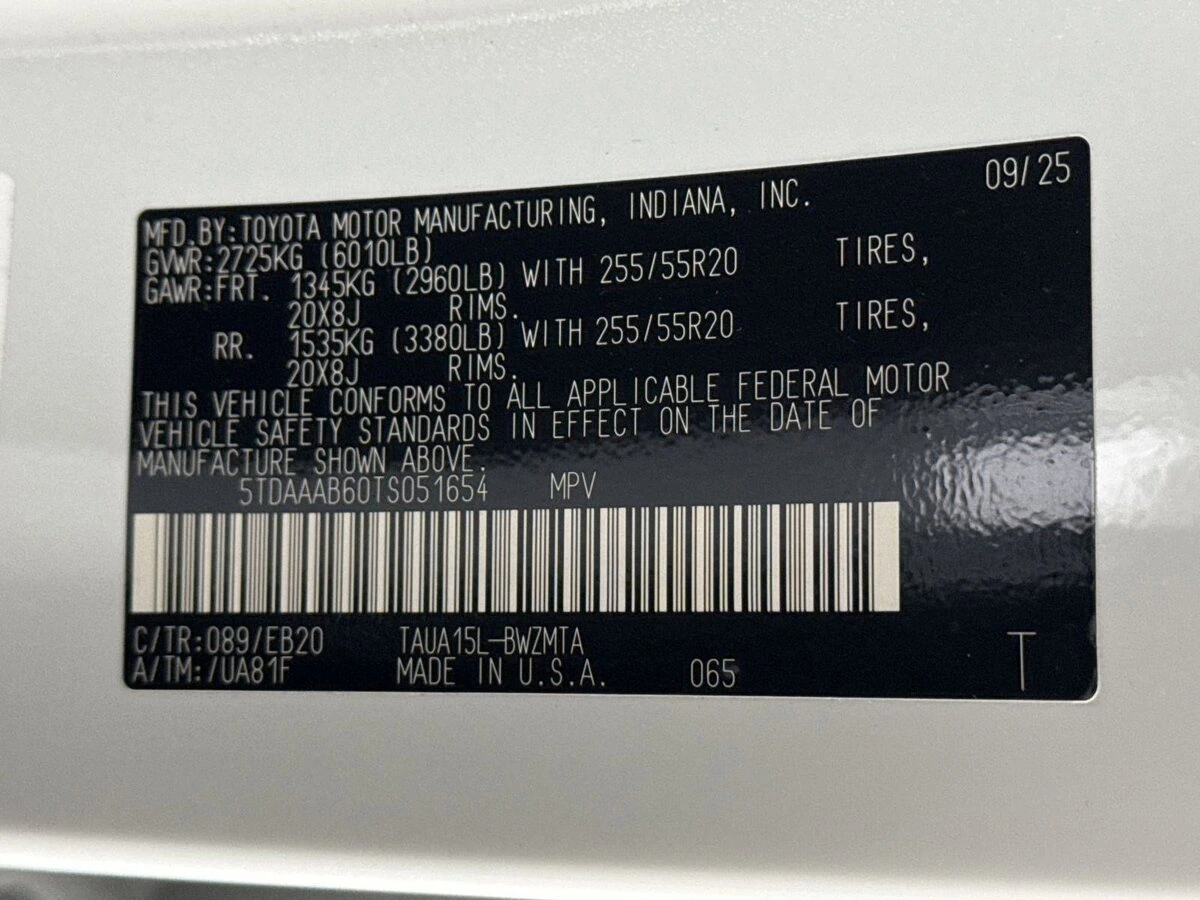 09/25
MFD.BY:TOYOTA MOTOR MANUFACTURING, INDIANA, INC.
GVWR:2725KG (6010LB)
GAWR:FRT. 1345KG (2960LB) WITH 255/55R20 TIRES,
20X8J RIMS.
RR. 1535KG (3380LB) WITH 255/55R20 TIRES,
20X8J RIMS.
THIS VEHICLE CONFORMS TO ALL APPLICABLE FEDERAL MOTOR
VEHICLE SAFETY STANDARDS IN EFFECT ON THE DATE OF
MANUFACTURE SHOWN ABOVE.
5TDAAAB60TS051654 MPV
C/TR:089/EB20 TAUA15L-BWZMTA
A/TM:/UA81F MADE IN U.S.A. 065 T